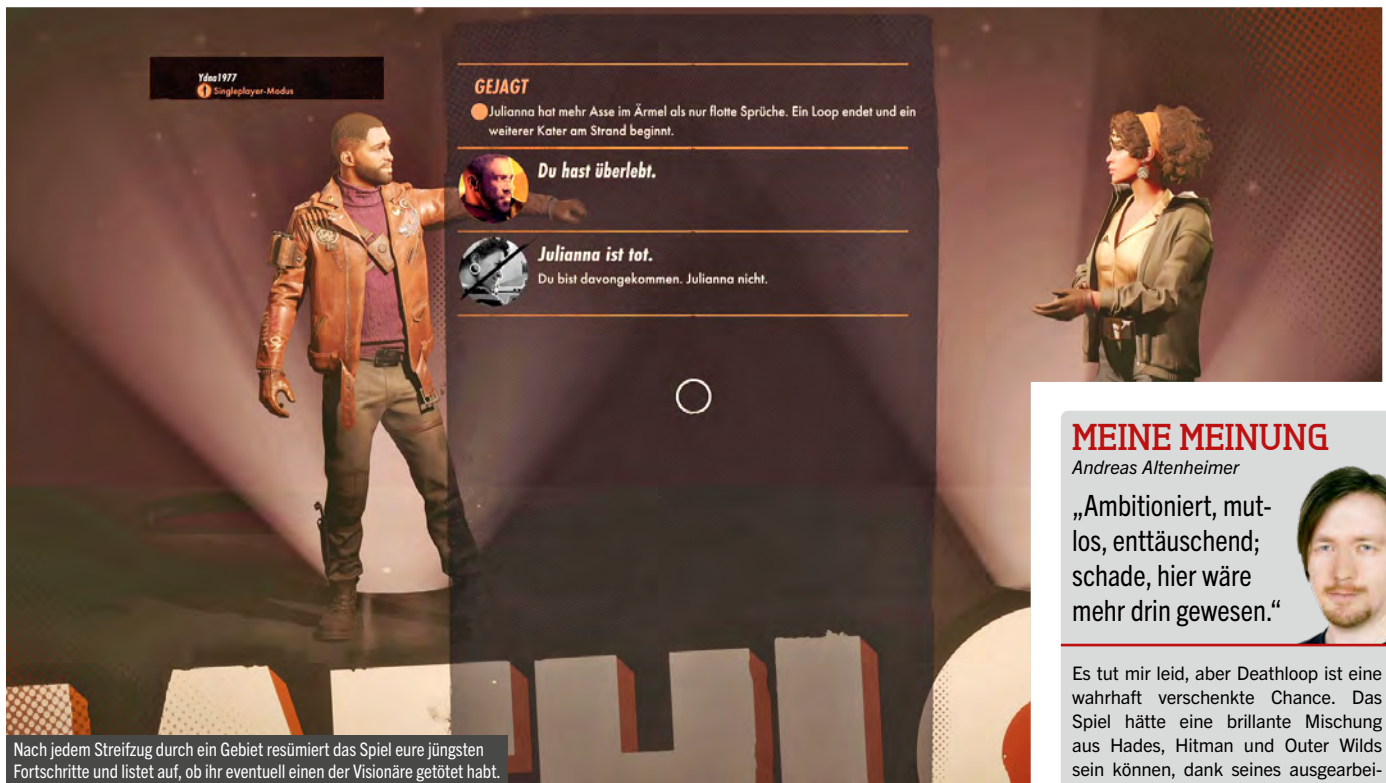 Ydna1977
Singleplayer-Modus
GEJAGT
Julianna hat mehr Asse im Ärmel als nur flotte Sprüche. Ein Loop endet und ein
weiterer Kater am Strand beginnt.
Du hast überlebt.
Julianna ist tot.
Du bist davongekommen. Julianna nicht.
Nach jedem Streifzug durch ein Gebiet resümiert das Spiel eure jüngsten
Fortschritte und listet auf, ob ihr eventuell einen der Visionäre getötet habt.
MEINE MEINUNG
Andreas Altenheimer
„Ambitioniert, mut-
los, enttäuschend;
schade, hier wäre
mehr drin gewesen.“
Es tut mir leid, aber Deathloop ist eine
wahrhaft verschenkte Chance. Das
Spiel hätte eine brillante Mischung
aus Hades, Hitman und Outer Wilds
sein können, dank seines ausgearbei-